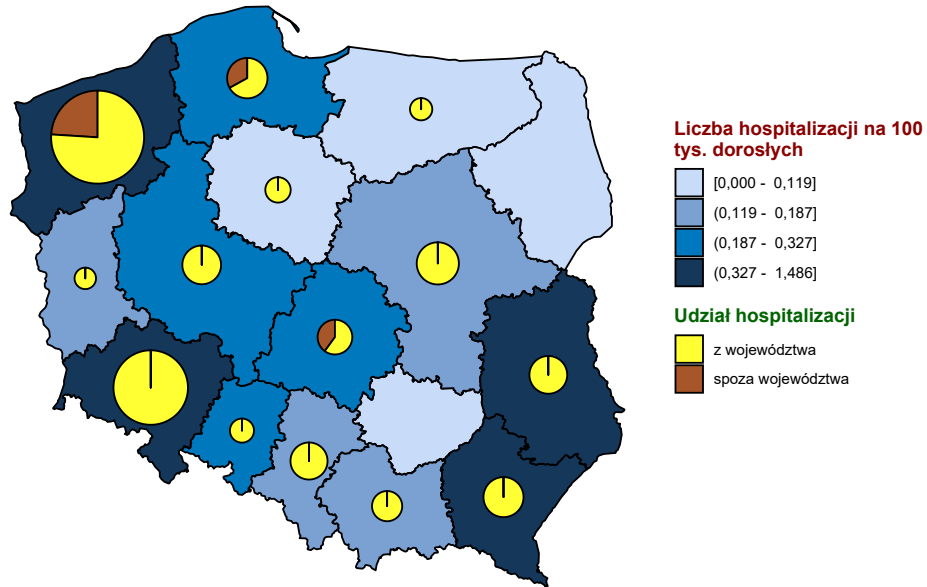 Liczba hospitalizacji na 100
tys. dorosłych
[0,000 - 0,119]
(0,119 - 0,187]
(0,187 - 0,327]
(0,327 - 1,486]
Udział hospitalizacji
z województwa
spoza województwa